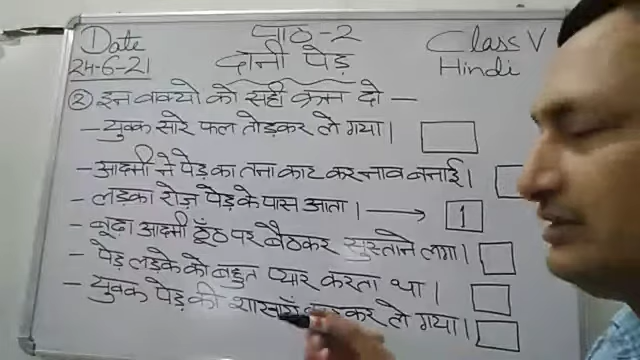 Date
24-6-21
पाठ-2
दानी पेड़
Class V
Hindi
② इन वाक्यो को सही क्रम दो —
- युवक सारे फल तोड़कर ले गया।
- आदमी ने पेड़ का तना काट कर नाव बनाई।
- लड़का रोज़ पेड़ के पास आता। → 1
- बूढ़ा आदमी ठूँठ पर बैठकर सुस्ताने लगा।
- पेड़ लड़के को बहुत प्यार करता था।
- युवक पेड़ की शाखाएँ कर ले गया।